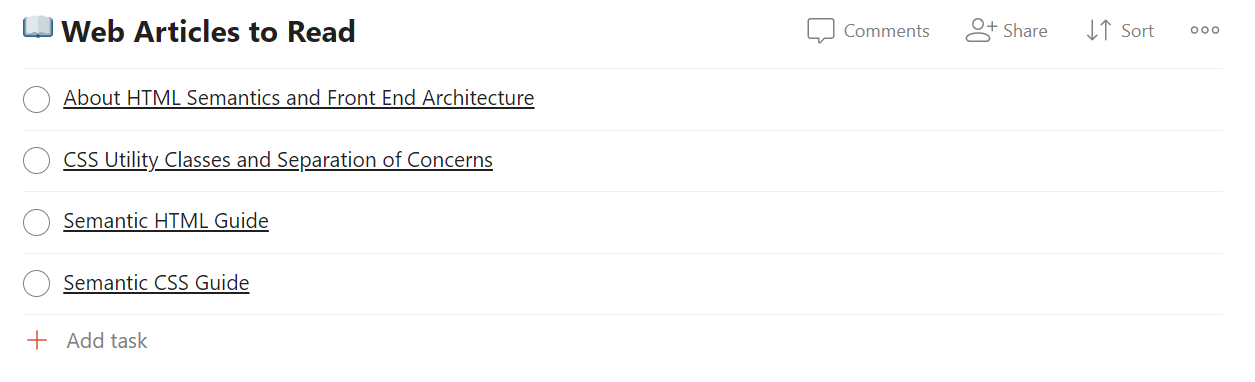 📖 Web Articles to Read
Comments
Share
Sort
About HTML Semantics and Front End Architecture
CSS Utility Classes and Separation of Concerns
Semantic HTML Guide
Semantic CSS Guide
+ Add task